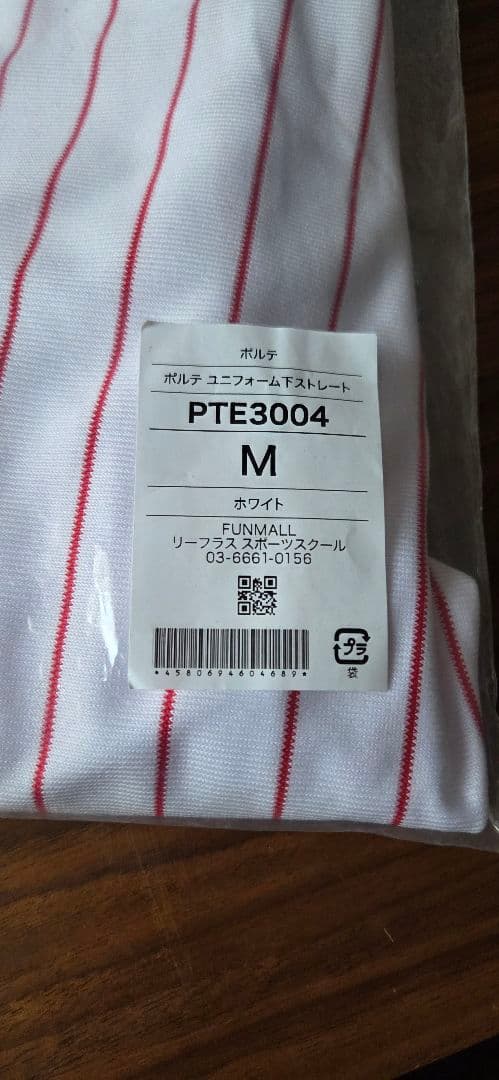 ポルテ
ポルテ ユニフォーム下ストレート
PTE3004
M
ホワイト
FUNMALL
リーフラス スポーツスクール
03-6661-0156
*4580694604689*
プラ
袋